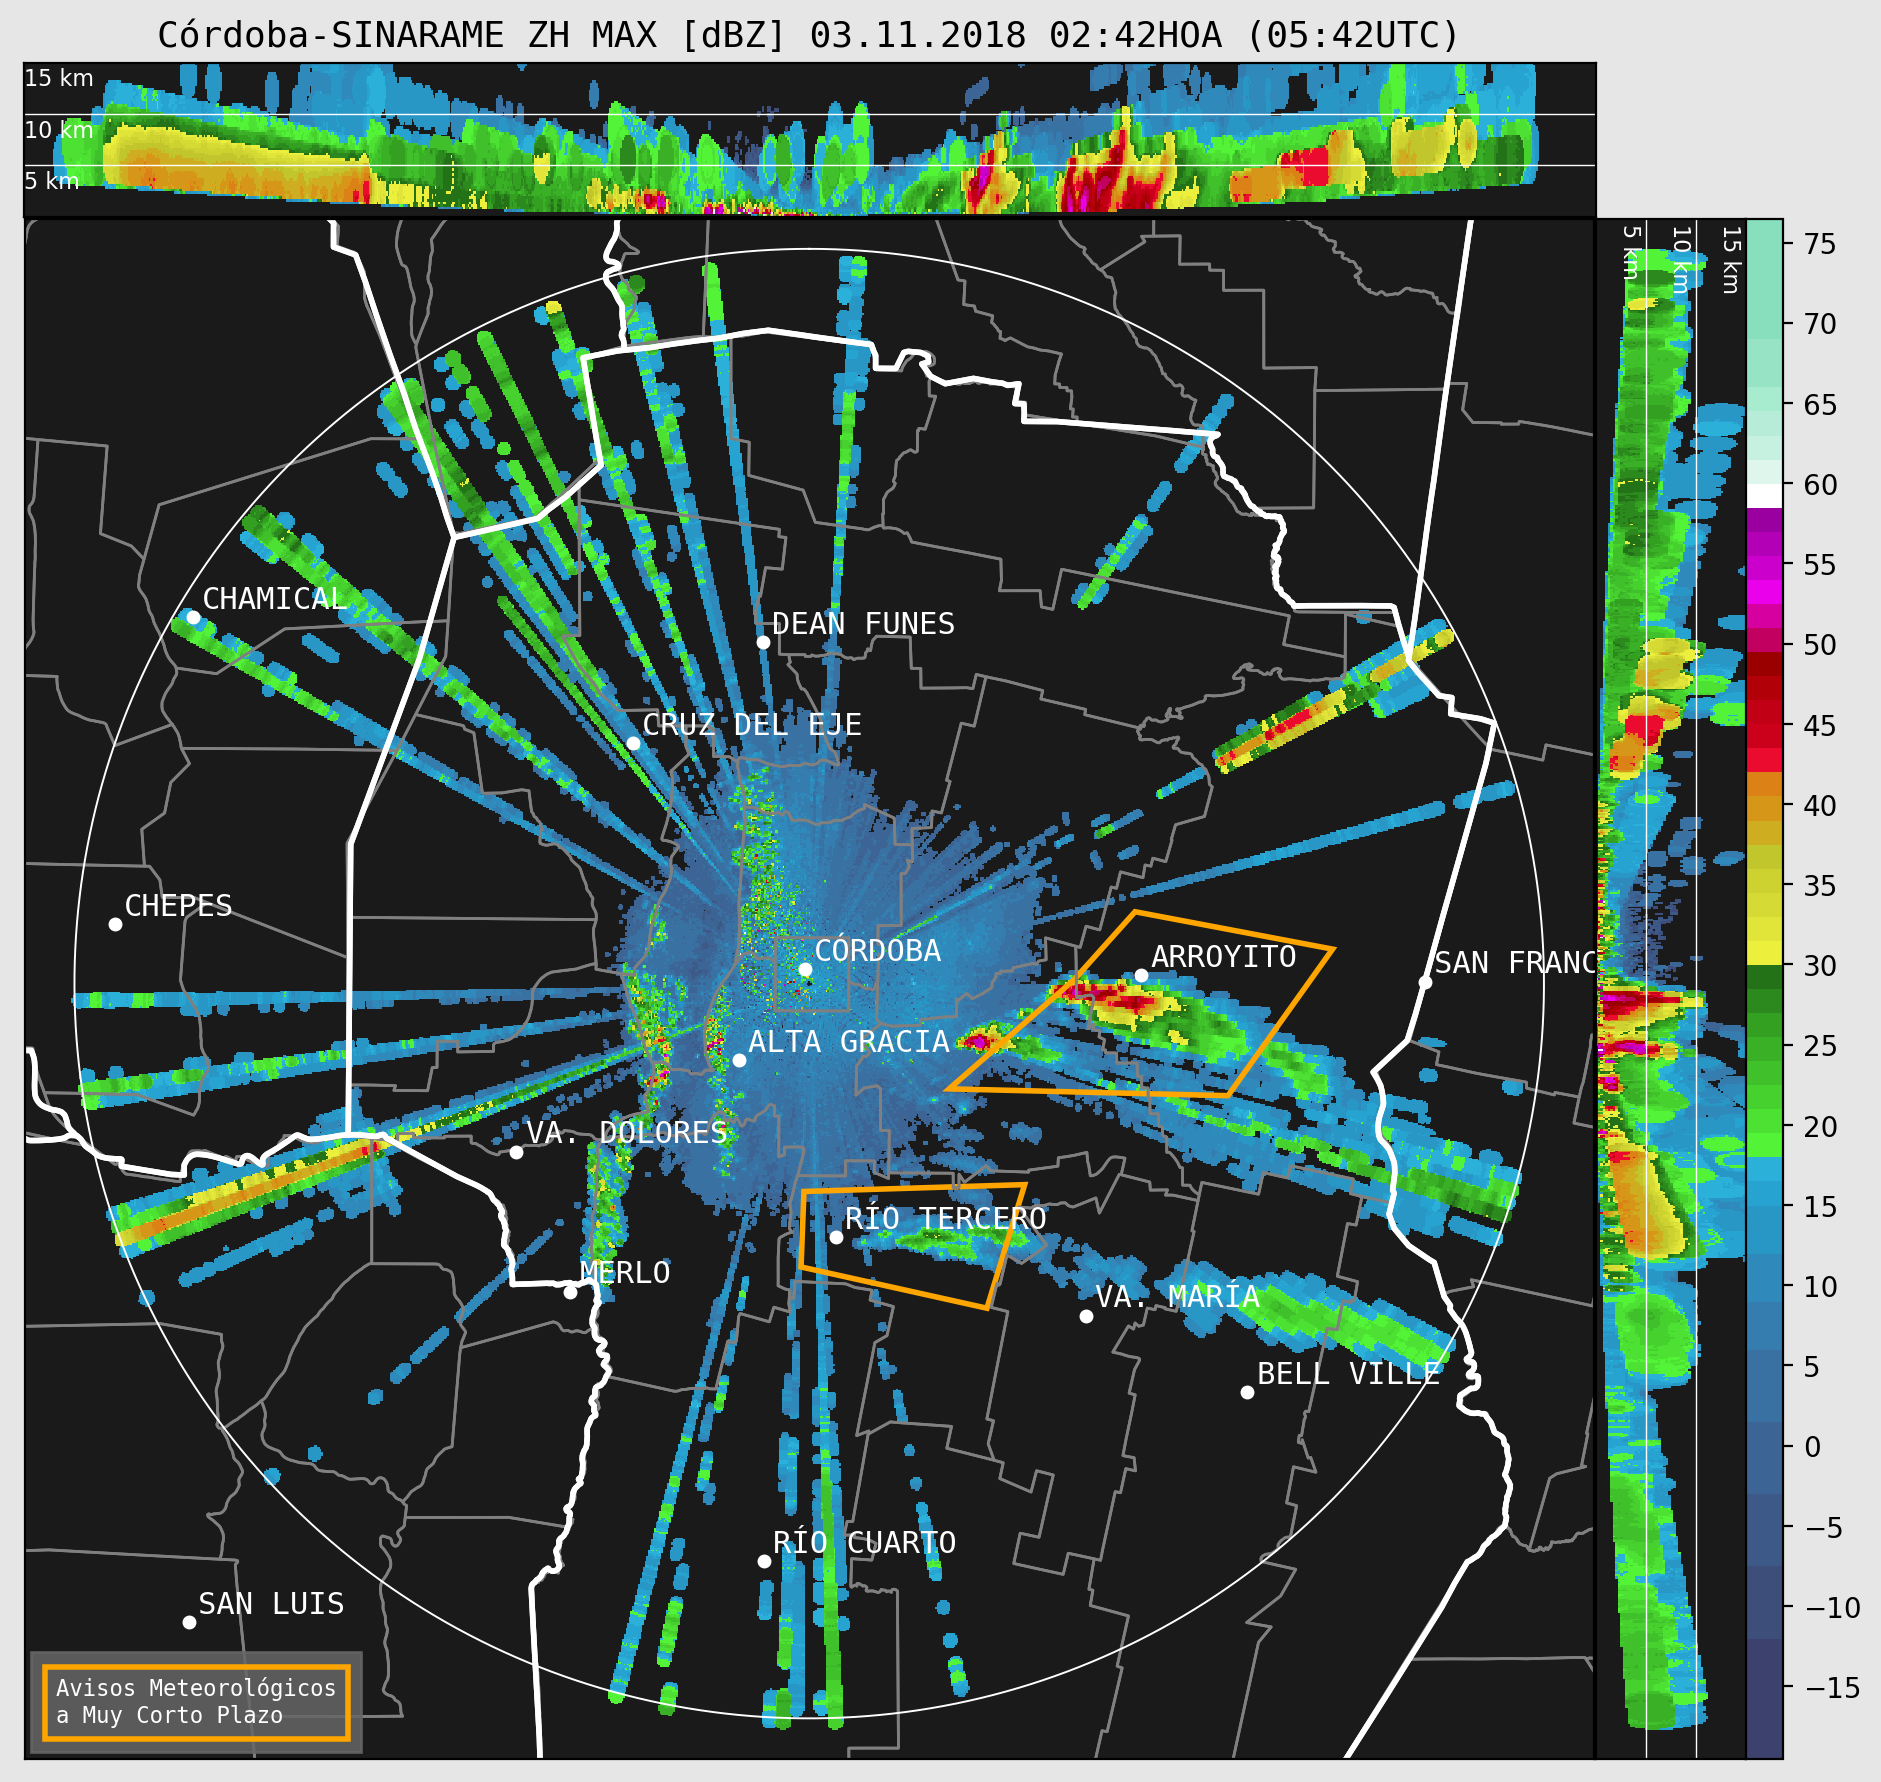 Córdoba-SINARAME ZH MAX [dBZ] 03.11.2018 02:42HOA (05:42UTC)
15 km
10 km
5 km
5 km
10 km
15 km
75
70
65
60
55
50
45
40
35
30
25
20
15
10
5
0
−5
−10
−15
CHAMICAL
DEAN FUNES
CRUZ DEL EJE
CHEPES
CÓRDOBA
ARROYITO
SAN FRANC
ALTA GRACIA
VA. DOLORES
RÍO TERCERO
MERLO
VA. MARÍA
BELL VILLE
RÍO CUARTO
SAN LUIS
Avisos Meteorológicos
a Muy Corto Plazo